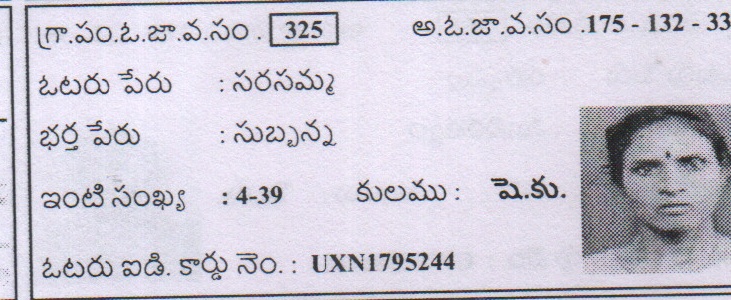 గ్రా.పం.ఓ.జా.వ.సం. 325 అ.ఓ.జా.వ.సం .175 - 132 - 33
ఓటరు పేరు : సరసమ్మ
భర్త పేరు : సుబ్బన్న
ఇంటి సంఖ్య : 4-39 కులము : షె.కు.
ఓటరు ఐడి. కార్డు నెం. : UXN1795244